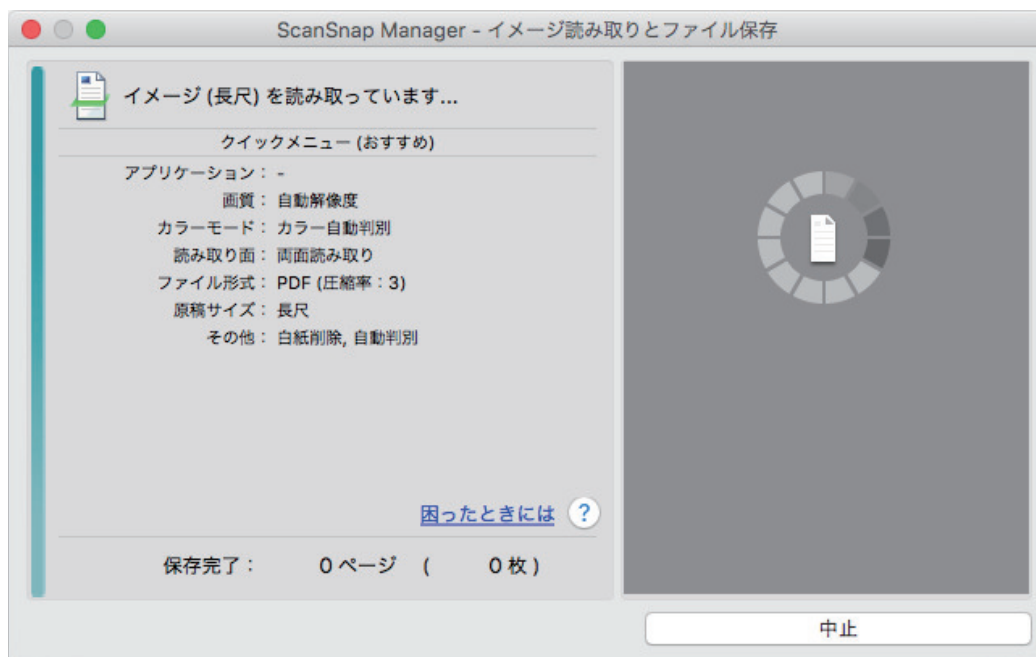 ScanSnap Manager - イメージ読み取りとファイル保存
イメージ (長尺) を読み取っています...
クイックメニュー (おすすめ)
アプリケーション： -
画質： 自動解像度
カラーモード： カラー自動判別
読み取り面： 両面読み取り
ファイル形式： PDF (圧縮率：3)
原稿サイズ： 長尺
その他： 白紙削除, 自動判別
困ったときには ?
保存完了： 0 ページ ( 0 枚 )
中止